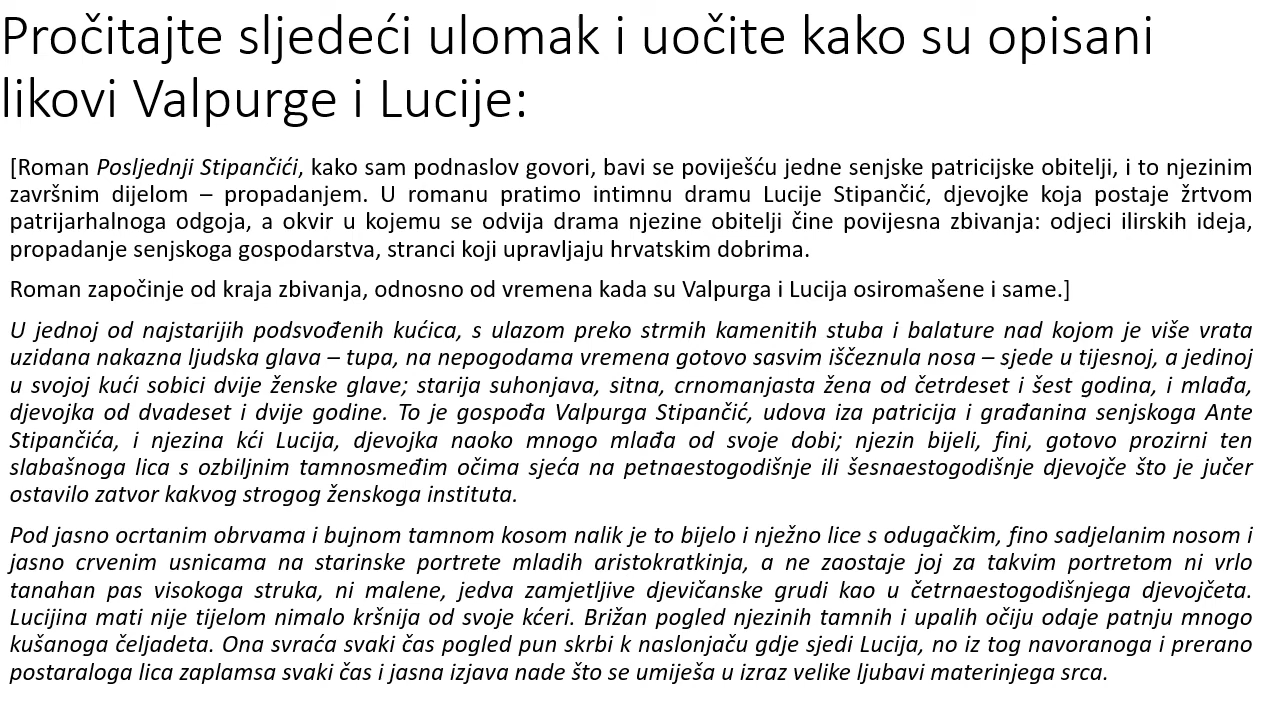 Pročitajte sljedeći ulomak i uočite kako su opisani
likovi Valpurge i Lucije:
[Roman Posljednji Stipančići, kako sam podnaslov govori, bavi se poviješću jedne senjske patricijske obitelji, i to njezinim
završnim dijelom – propadanjem. U romanu pratimo intimnu dramu Lucije Stipančić, djevojke koja postaje žrtvom
patrijarhalnoga odgoja, a okvir u kojemu se odvija drama njezine obitelji čine povijesna zbivanja: odjeci ilirskih ideja,
propadanje senjskoga gospodarstva, stranci koji upravljaju hrvatskim dobrima.
Roman započinje od kraja zbivanja, odnosno od vremena kada su Valpurga i Lucija osiromašene i same.]
U jednoj od najstarijih podsvođenih kućica, s ulazom preko strmih kamenitih stuba i balature nad kojom je više vrata
uzidana nakazna ljudska glava – tupa, na nepogodama vremena gotovo sasvim iščeznula nosa – sjede u tijesnoj, a jedinoj
u svojoj kući sobici dvije ženske glave; starija suhonjava, sitna, crnomanjasta žena od četrdeset i šest godina, i mlađa,
djevojka od dvadeset i dvije godine. To je gospođa Valpurga Stipančić, udova iza patricija i građanina senjskoga Ante
Stipančića, i njezina kći Lucija, djevojka naoko mnogo mlađa od svoje dobi; njezin bijeli, fini, gotovo prozirni ten
slabašnoga lica s ozbiljnim tamnosmeđim očima sjeća na petnaestogodišnje ili šesnaestogodišnje djevojče što je jučer
ostavilo zatvor kakvog strogog ženskoga instituta.
Pod jasno ocrtanim obrvama i bujnom tamnom kosom nalik je to bijelo i nježno lice s odugačkim, fino sadjelanim nosom i
jasno crvenim usnicama na starinske portrete mladih aristokratkinja, a ne zaostaje joj za takvim portretom ni vrlo
tanahan pas visokoga struka, ni malene, jedva zamjetljive djevičanske grudi kao u četrnaestogodišnjega djevojčeta.
Lucijina mati nije tijelom nimalo kršnija od svoje kćeri. Brižan pogled njezinih tamnih i upalih očiju odaje patnju mnogo
kušanoga čeljadeta. Ona svraća svaki čas pogled pun skrbi k naslonjaču gdje sjedi Lucija, no iz tog navoranoga i prerano
postaraloga lica zaplamsa svaki čas i jasna izjava nade što se umiješa u izraz velike ljubavi materinjega srca.